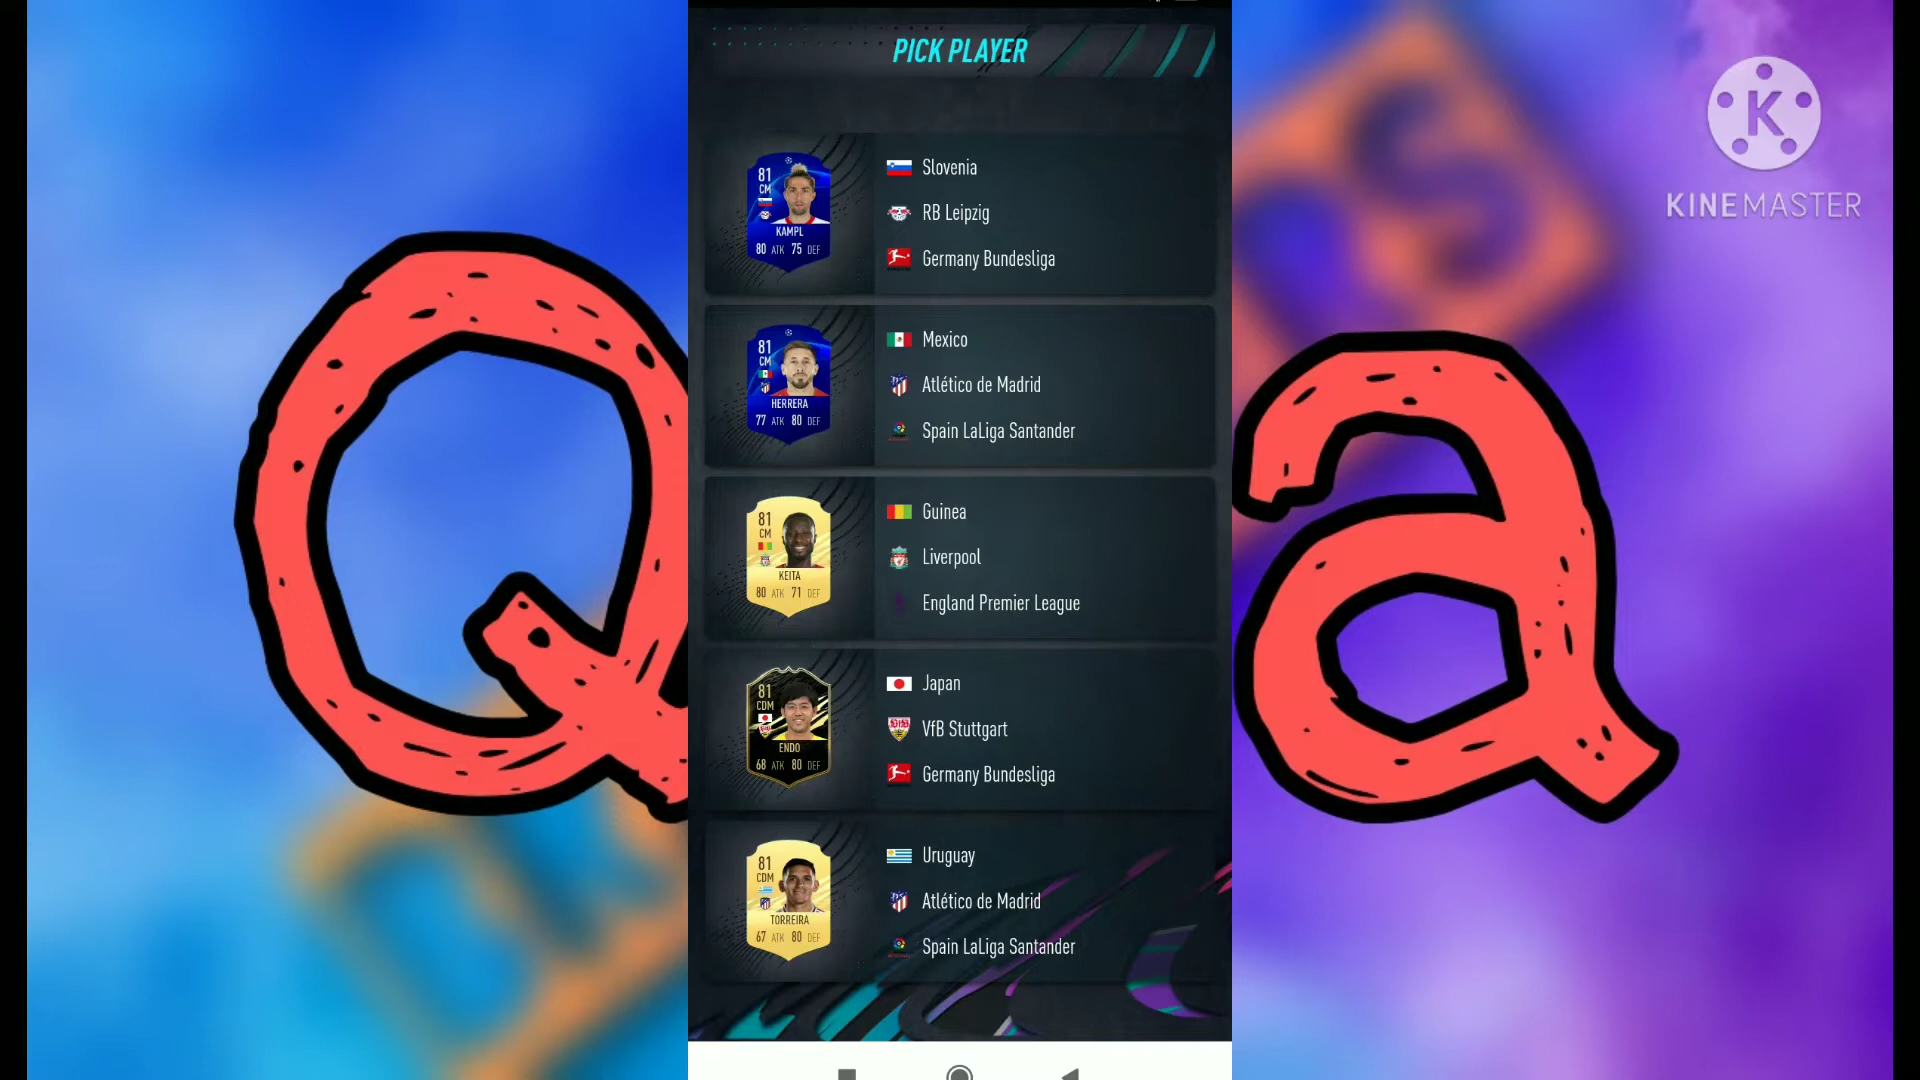 PICK PLAYER
81
CM
KAMPL
80 ATK 75 DEF
Slovenia
RB Leipzig
Germany Bundesliga
81
CM
HERRERA
77 ATK 80 DEF
Mexico
Atlético de Madrid
Spain LaLiga Santander
81
CM
KEITA
80 ATK 71 DEF
Guinea
Liverpool
England Premier League
81
CDM
ENDO
68 ATK 80 DEF
Japan
VfB Stuttgart
Germany Bundesliga
81
CDM
TORREIRA
67 ATK 80 DEF
Uruguay
Atlético de Madrid
Spain LaLiga Santander
Q
a
K
KINEMASTER